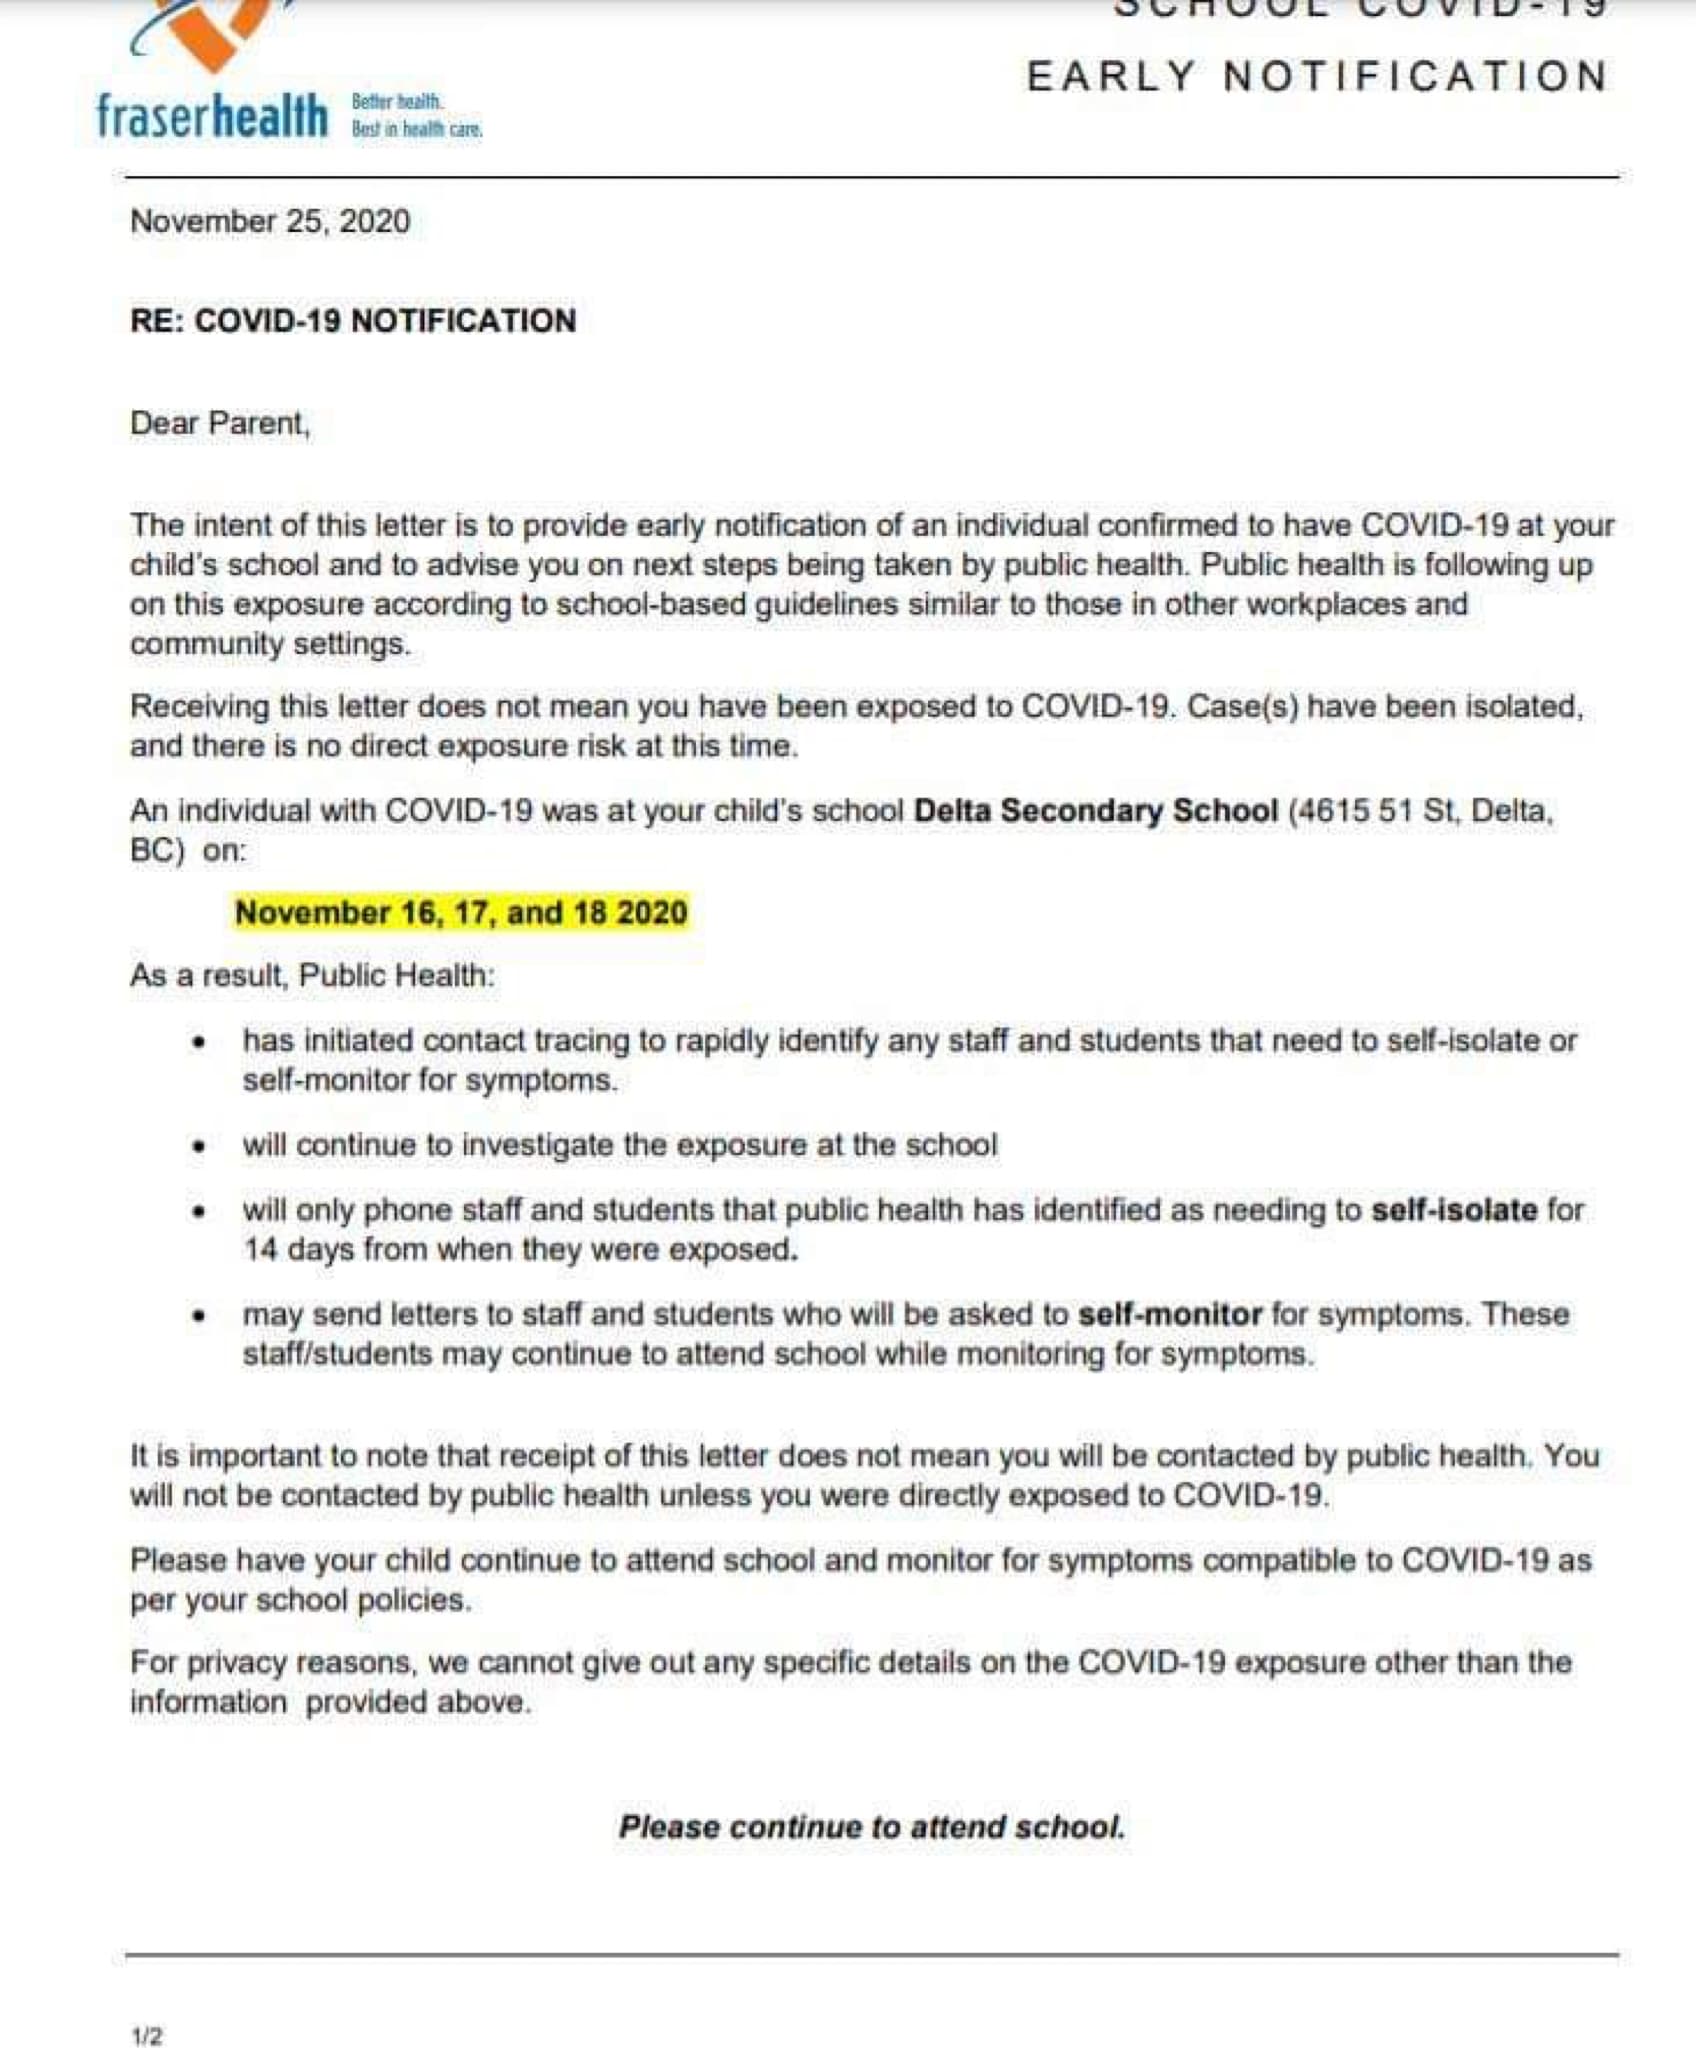 SCHOOL COVID-19
EARLY NOTIFICATION
fraserhealth
Better health.
Best in health care.
November 25, 2020
RE: COVID-19 NOTIFICATION
Dear Parent,
The intent of this letter is to provide early notification of an individual confirmed to have COVID-19 at your
child's school and to advise you on next steps being taken by public health. Public health is following up
on this exposure according to school-based guidelines similar to those in other workplaces and
community settings.
Receiving this letter does not mean you have been exposed to COVID-19. Case(s) have been isolated,
and there is no direct exposure risk at this time.
An individual with COVID-19 was at your child's school Delta Secondary School (4615 51 St, Delta,
BC) on:
November 16, 17, and 18 2020
As a result, Public Health:
• has initiated contact tracing to rapidly identify any staff and students that need to self-isolate or
self-monitor for symptoms.
• will continue to investigate the exposure at the school
• will only phone staff and students that public health has identified as needing to self-isolate for
14 days from when they were exposed.
• may send letters to staff and students who will be asked to self-monitor for symptoms. These
staff/students may continue to attend school while monitoring for symptoms.
It is important to note that receipt of this letter does not mean you will be contacted by public health. You
will not be contacted by public health unless you were directly exposed to COVID-19.
Please have your child continue to attend school and monitor for symptoms compatible to COVID-19 as
per your school policies.
For privacy reasons, we cannot give out any specific details on the COVID-19 exposure other than the
information provided above.
Please continue to attend school.
1/2